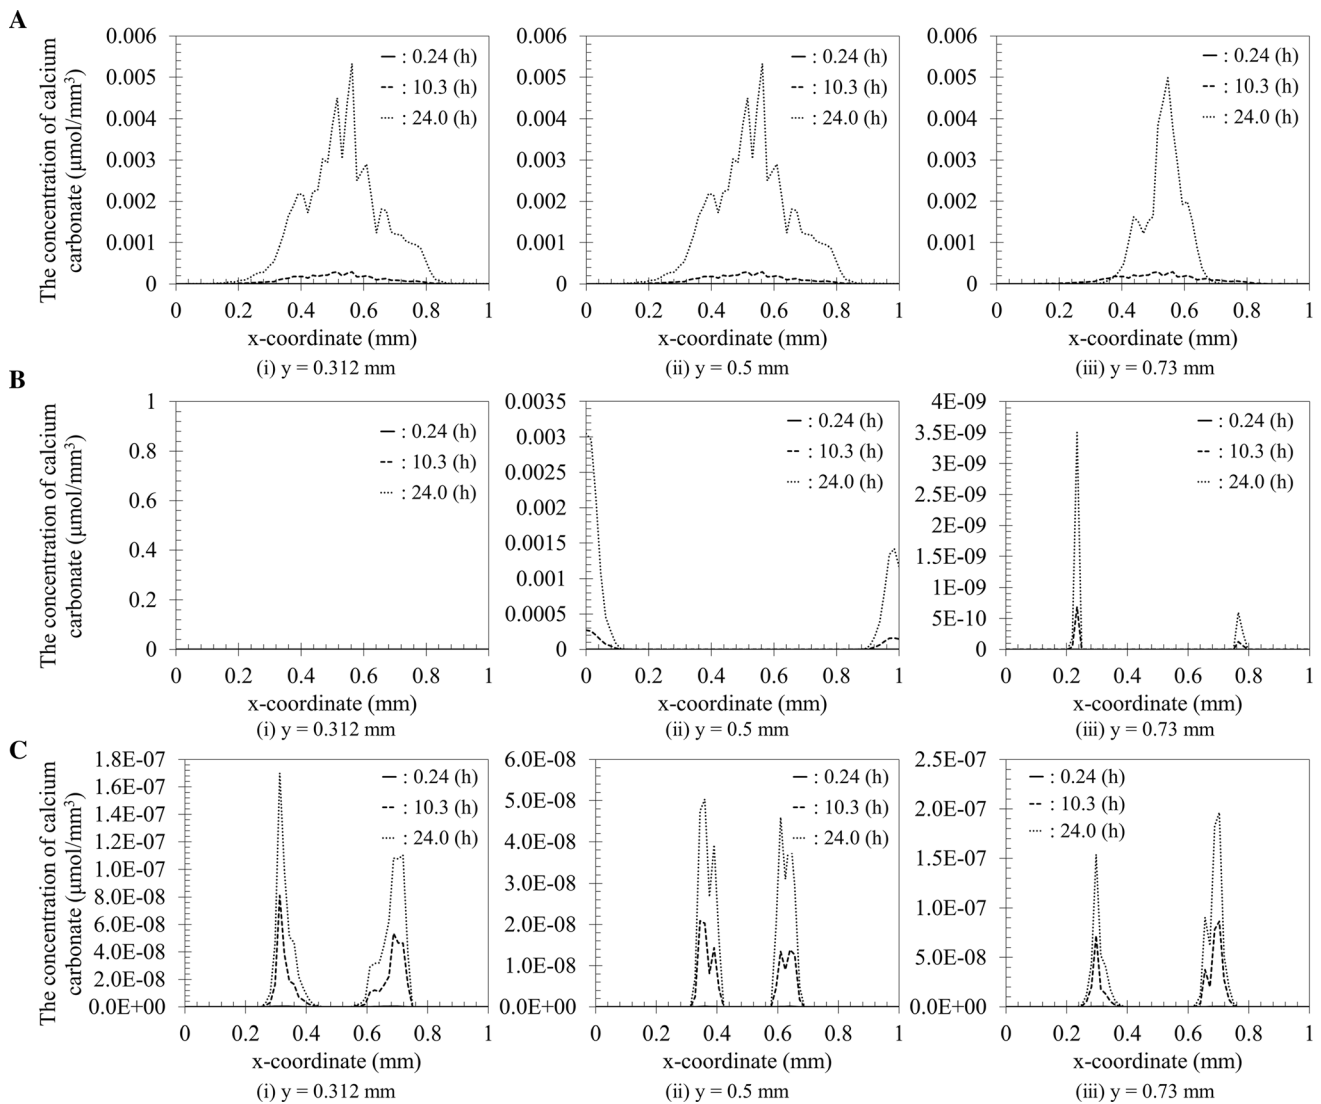 A
The concentration of calcium
carbonate (μmol/mm³)
0.006
0.005
0.004
0.003
0.002
0.001
0
: 0.24 (h)
: 10.3 (h)
: 24.0 (h)
0 0.2 0.4 0.6 0.8 1
x-coordinate (mm)
(i) y = 0.312 mm
0.006
0.005
0.004
0.003
0.002
0.001
0
: 0.24 (h)
: 10.3 (h)
: 24.0 (h)
0 0.2 0.4 0.6 0.8 1
x-coordinate (mm)
(ii) y = 0.5 mm
0.006
0.005
0.004
0.003
0.002
0.001
0
: 0.24 (h)
: 10.3 (h)
: 24.0 (h)
0 0.2 0.4 0.6 0.8 1
x-coordinate (mm)
(iii) y = 0.73 mm
B
The concentration of calcium
carbonate (μmol/mm³)
1
0.8
0.6
0.4
0.2
0
: 0.24 (h)
: 10.3 (h)
: 24.0 (h)
0 0.2 0.4 0.6 0.8 1
x-coordinate (mm)
(i) y = 0.312 mm
0.0035
0.003
0.0025
0.002
0.0015
0.001
0.0005
0
: 0.24 (h)
: 10.3 (h)
: 24.0 (h)
0 0.2 0.4 0.6 0.8 1
x-coordinate (mm)
(ii) y = 0.5 mm
4E-09
3.5E-09
3E-09
2.5E-09
2E-09
1.5E-09
1E-09
5E-10
0
: 0.24 (h)
: 10.3 (h)
: 24.0 (h)
0 0.2 0.4 0.6 0.8 1
x-coordinate (mm)
(iii) y = 0.73 mm
C
The concentration of calcium
carbonate (μmol/mm³)
1.8E-07
1.6E-07
1.4E-07
1.2E-07
1.0E-07
8.0E-08
6.0E-08
4.0E-08
2.0E-08
0.0E+00
: 0.24 (h)
: 10.3 (h)
: 24.0 (h)
0 0.2 0.4 0.6 0.8 1
x-coordinate (mm)
(i) y = 0.312 mm
6.0E-08
5.0E-08
4.0E-08
3.0E-08
2.0E-08
1.0E-08
0.0E+00
: 0.24 (h)
: 10.3 (h)
: 24.0 (h)
0 0.2 0.4 0.6 0.8 1
x-coordinate (mm)
(ii) y = 0.5 mm
2.5E-07
2.0E-07
1.5E-07
1.0E-07
5.0E-08
0.0E+00
: 0.24 (h)
: 10.3 (h)
: 24.0 (h)
0 0.2 0.4 0.6 0.8 1
x-coordinate (mm)
(iii) y = 0.73 mm